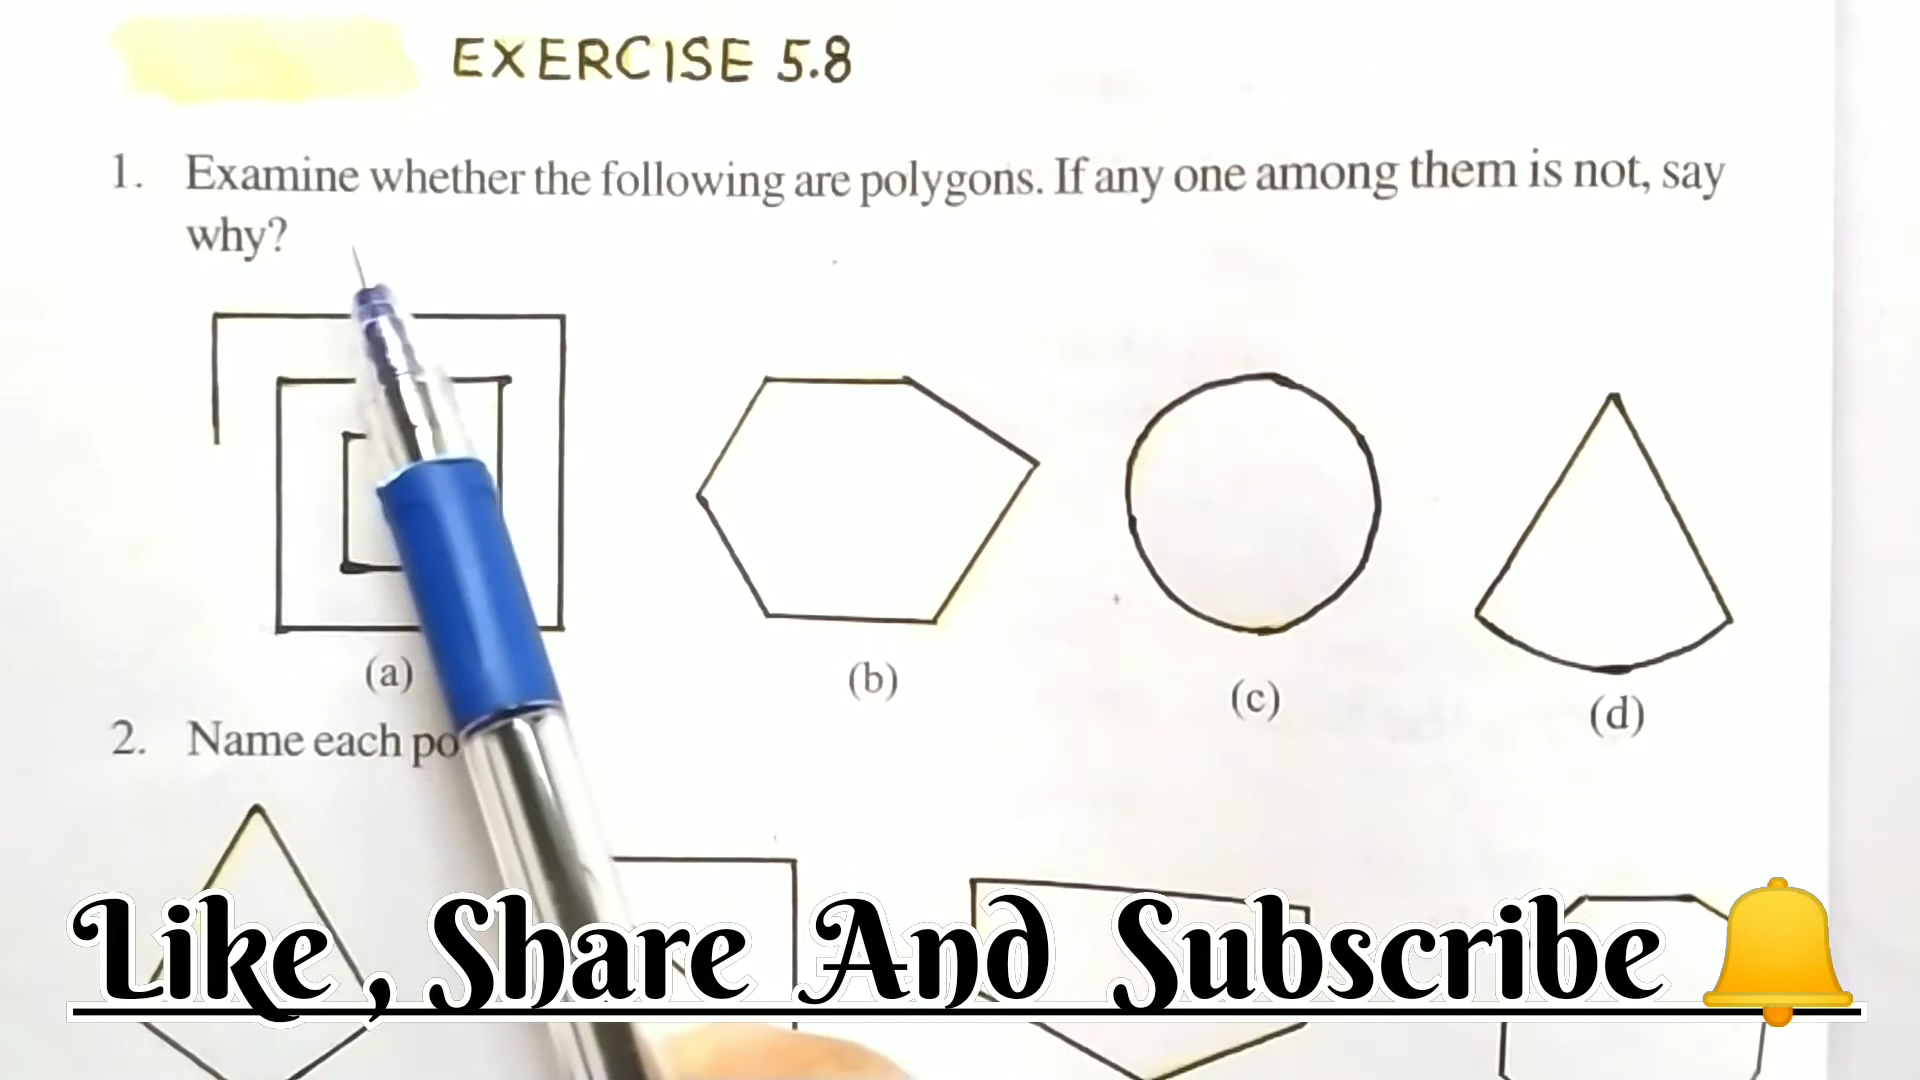 EXERCISE 5.8
1. Examine whether the following are polygons. If any one among them is not, say
why?
(a) (b) (c) (d)
2. Name each
Like , Share And Subscribe